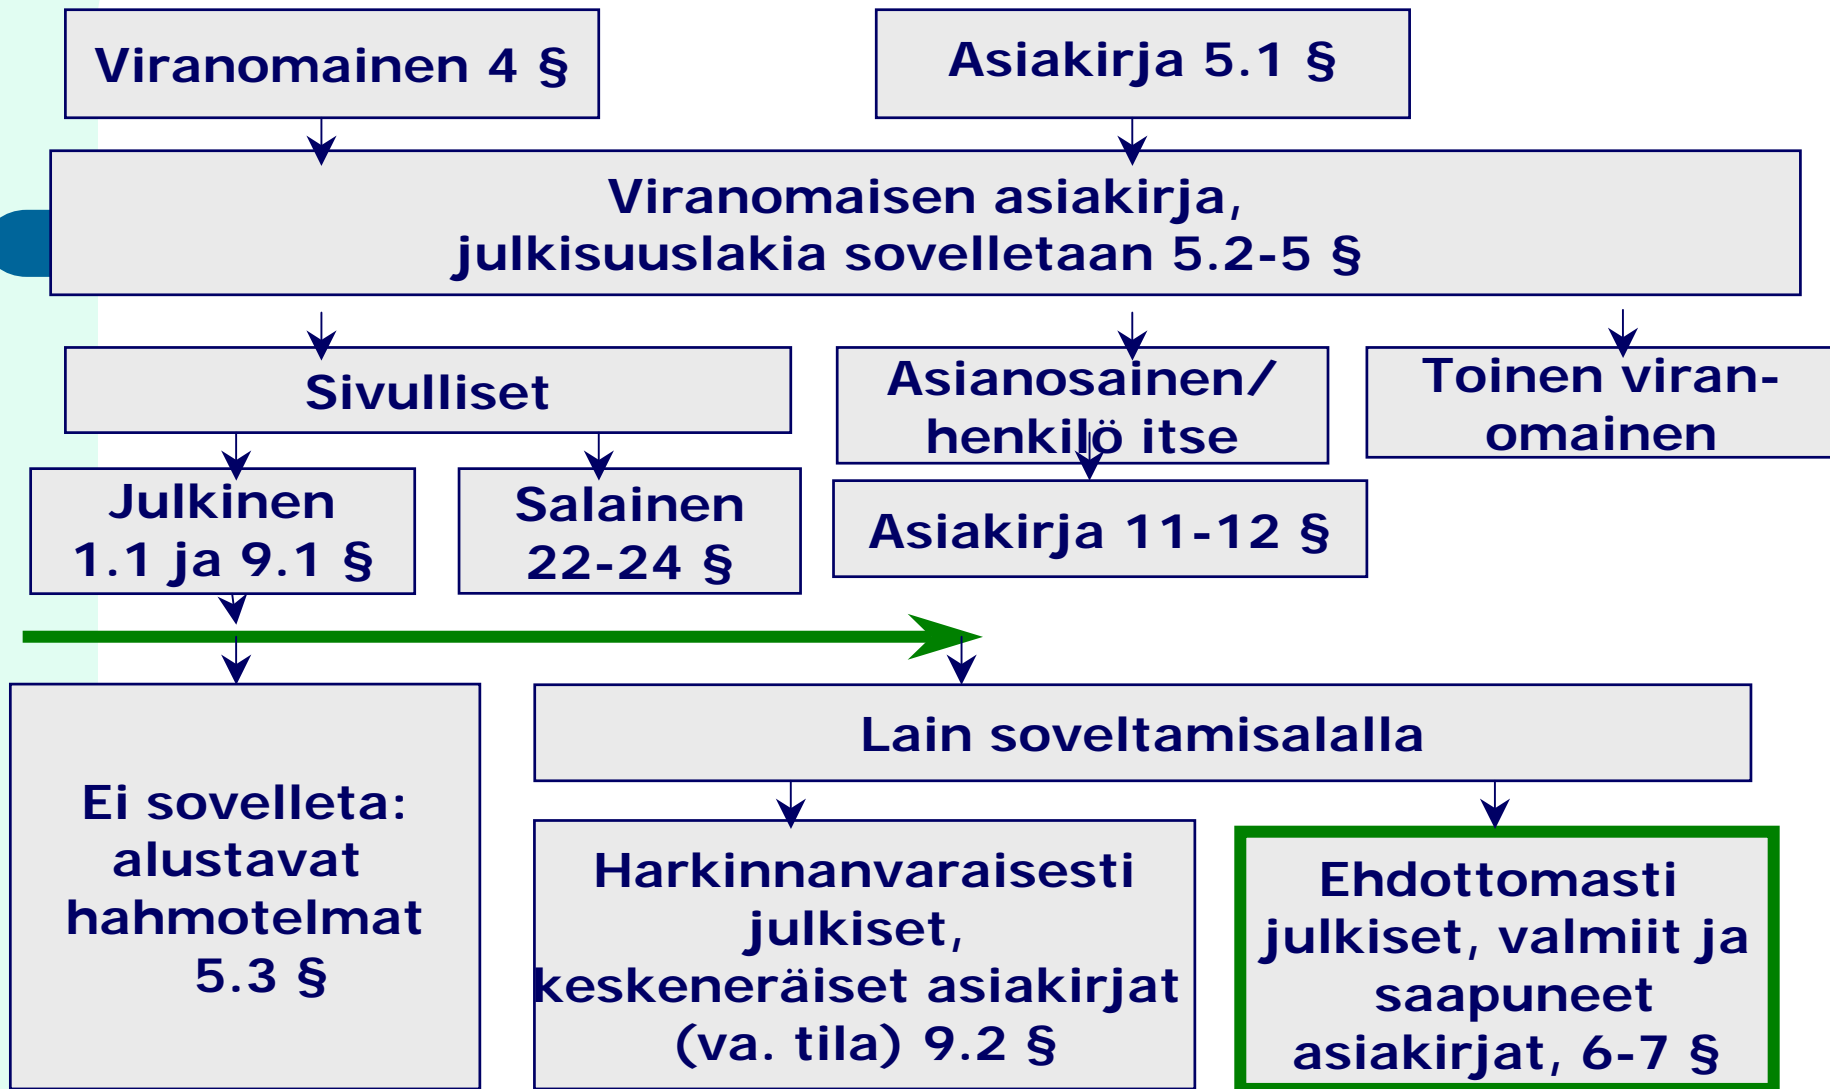 Viranomainen 4 §
Asiakirja 5.1 §
Viranomaisen asiakirja,
julkisuuslakia sovelletaan 5.2-5 §
Sivulliset
Asianosainen/
henkilö itse
Toinen viran-
omainen
Julkinen
1.1 ja 9.1 §
Salainen
22-24 §
Asiakirja 11-12 §
Ei sovelleta:
alustavat
hahmotelmat
5.3 §
Lain soveltamisalalla
Harkinnanvaraisesti
julkiset,
keskeneräiset asiakirjat
(va. tila) 9.2 §
Ehdottomasti
julkiset, valmiit ja
saapuneet
asiakirjat, 6-7 §